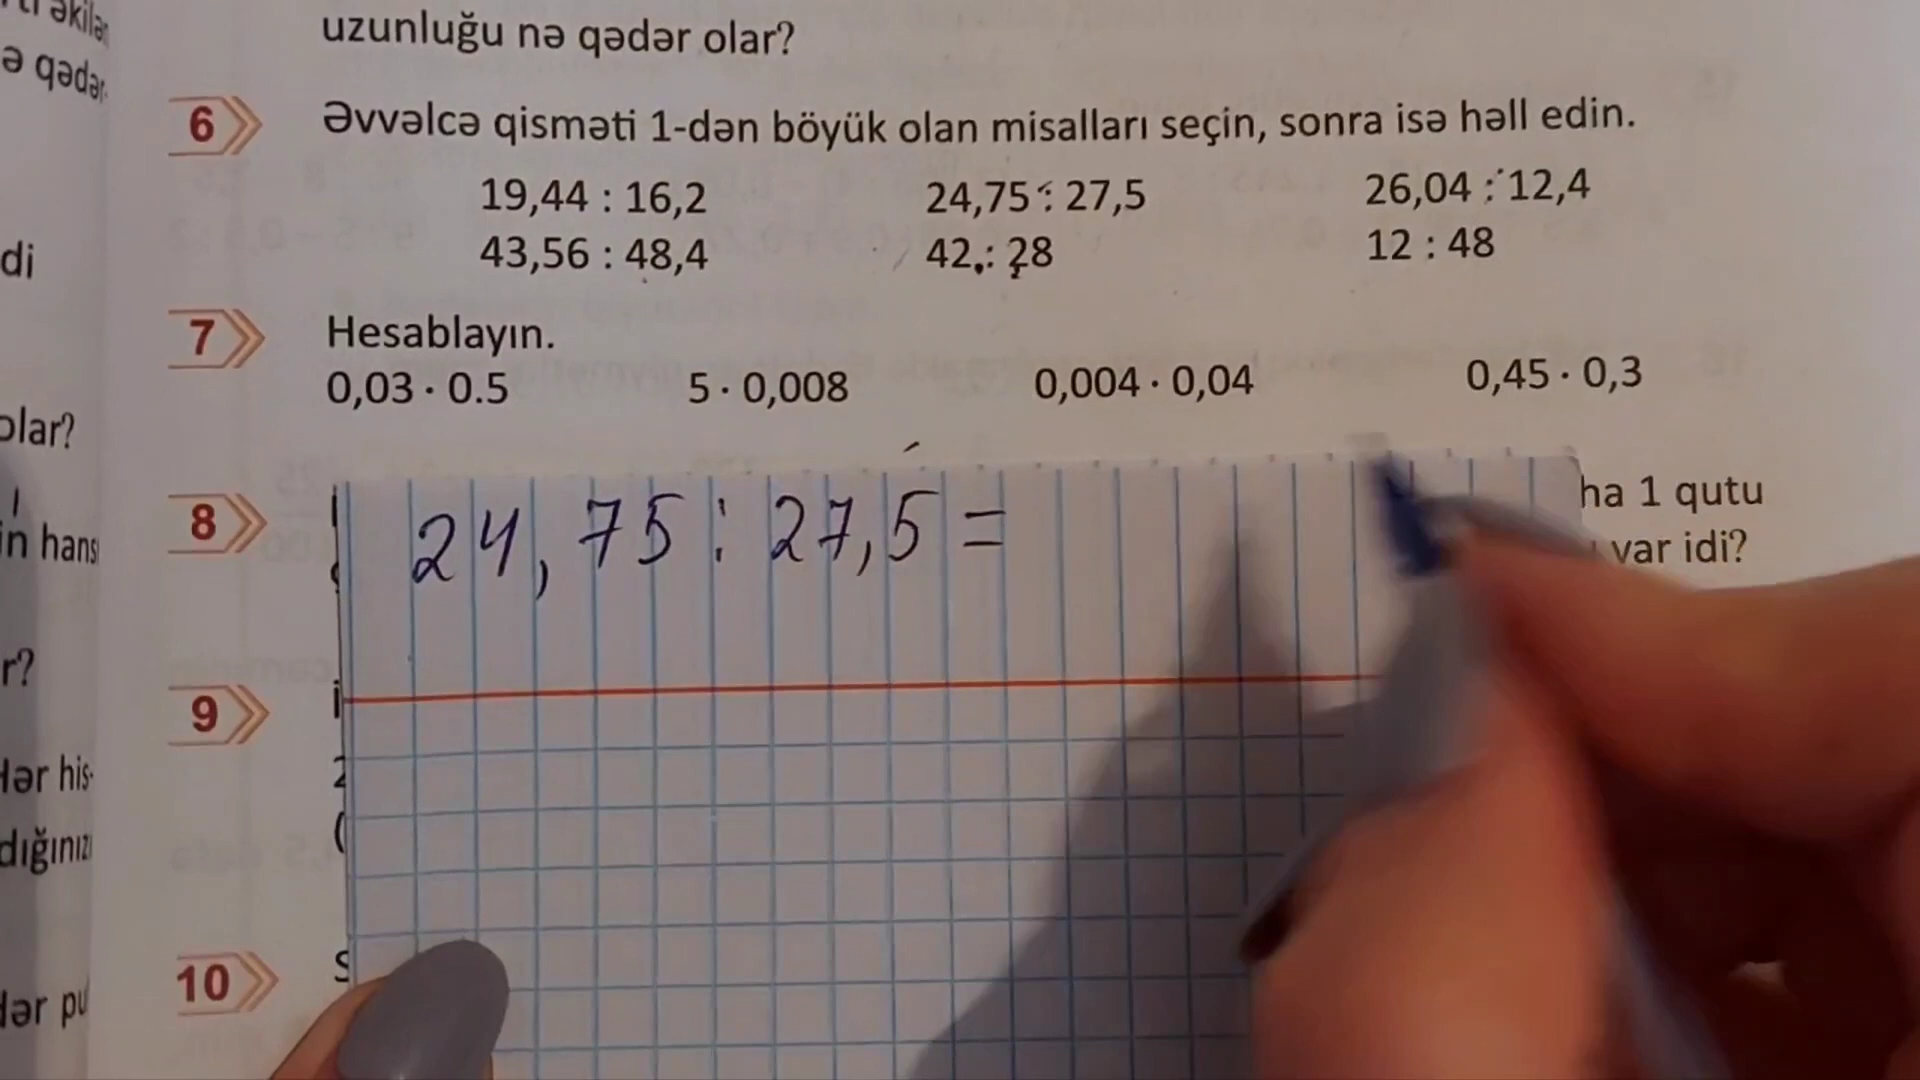 ə qədər
uzunluğu nə qədər olar?
6 Əvvəlcə qisməti 1-dən böyük olan misalları seçin, sonra isə həll edin.
19,44 : 16,2 24,75 : 27,5 26,04 : 12,4
43,56 : 48,4 42 : 28 12 : 48
di
7 Hesablayın.
0,03 · 0.5 5 · 0,008 0,004 · 0,04 0,45 · 0,3
olar?
8 24,75 : 27,5 = ha 1 qutu
in hans var idi?
r?
9
lər his-
dığınızı
10 S
lər pu